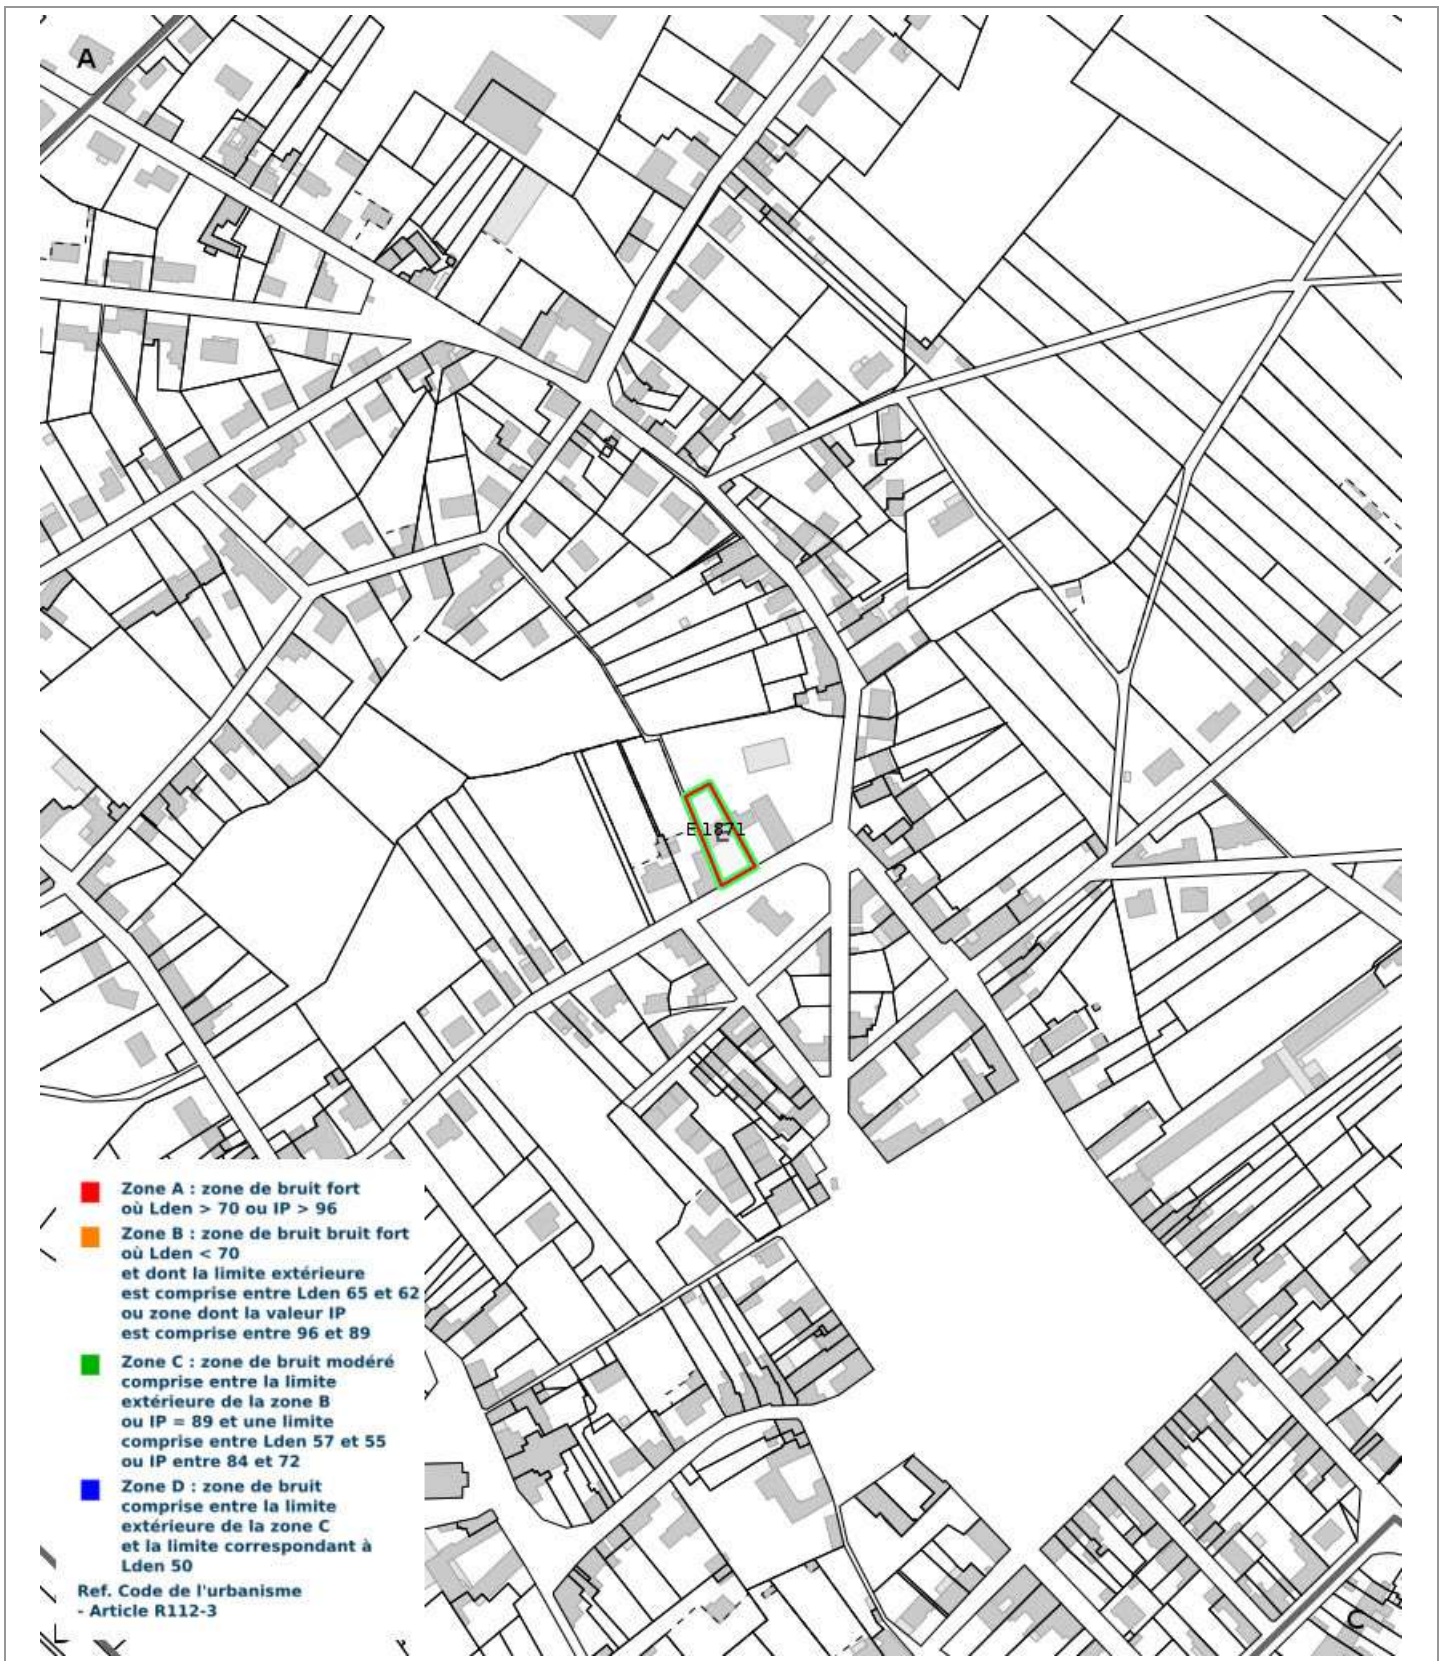 A
E 1871
E
Zone A : zone de bruit fort
où Lden > 70 ou IP > 96
Zone B : zone de bruit bruit fort
où Lden < 70
et dont la limite extérieure
est comprise entre Lden 65 et 62
ou zone dont la valeur IP
est comprise entre 96 et 89
Zone C : zone de bruit modéré
comprise entre la limite
extérieure de la zone B
ou IP = 89 et une limite
comprise entre Lden 57 et 55
ou IP entre 84 et 72
Zone D : zone de bruit
comprise entre la limite
extérieure de la zone C
et la limite correspondant à
Lden 50
Ref. Code de l'urbanisme
- Article R112-3